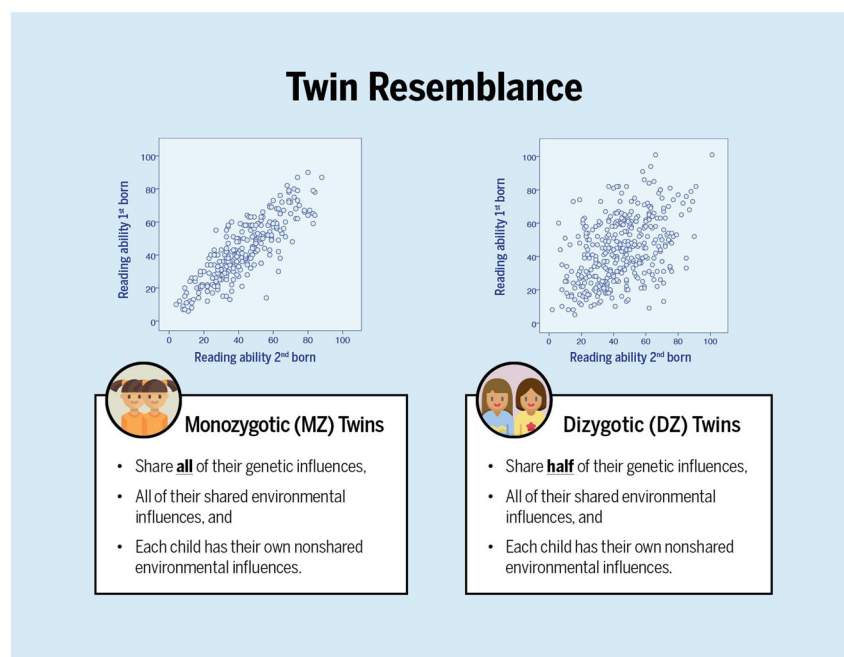 Twin Resemblance
100
80
60
40
20
0
0 20 40 60 80 100
Reading ability 1st born
Reading ability 2nd born
100
80
60
40
20
0
0 20 40 60 80 100
Reading ability 1st born
Reading ability 2nd born
Monozygotic (MZ) Twins
• Share all of their genetic influences,
• All of their shared environmental
influences, and
• Each child has their own nonshared
environmental influences.
Dizygotic (DZ) Twins
• Share half of their genetic influences,
• All of their shared environmental
influences, and
• Each child has their own nonshared
environmental influences.